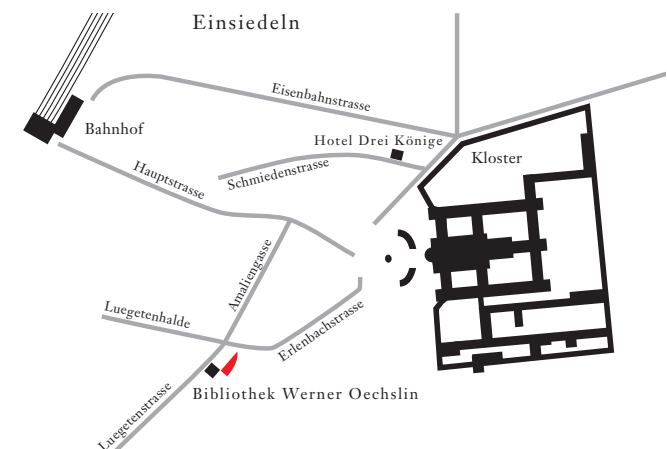 Einsiedeln
Eisenbahnstrasse
Bahnhof
Hotel Drei Könige
Kloster
Schmiedenstrasse
Hauptstrasse
Amaliengasse
Luegetenhalde
Erlenbachstrasse
Bibliothek Werner Oechslin
Luegetenstrasse